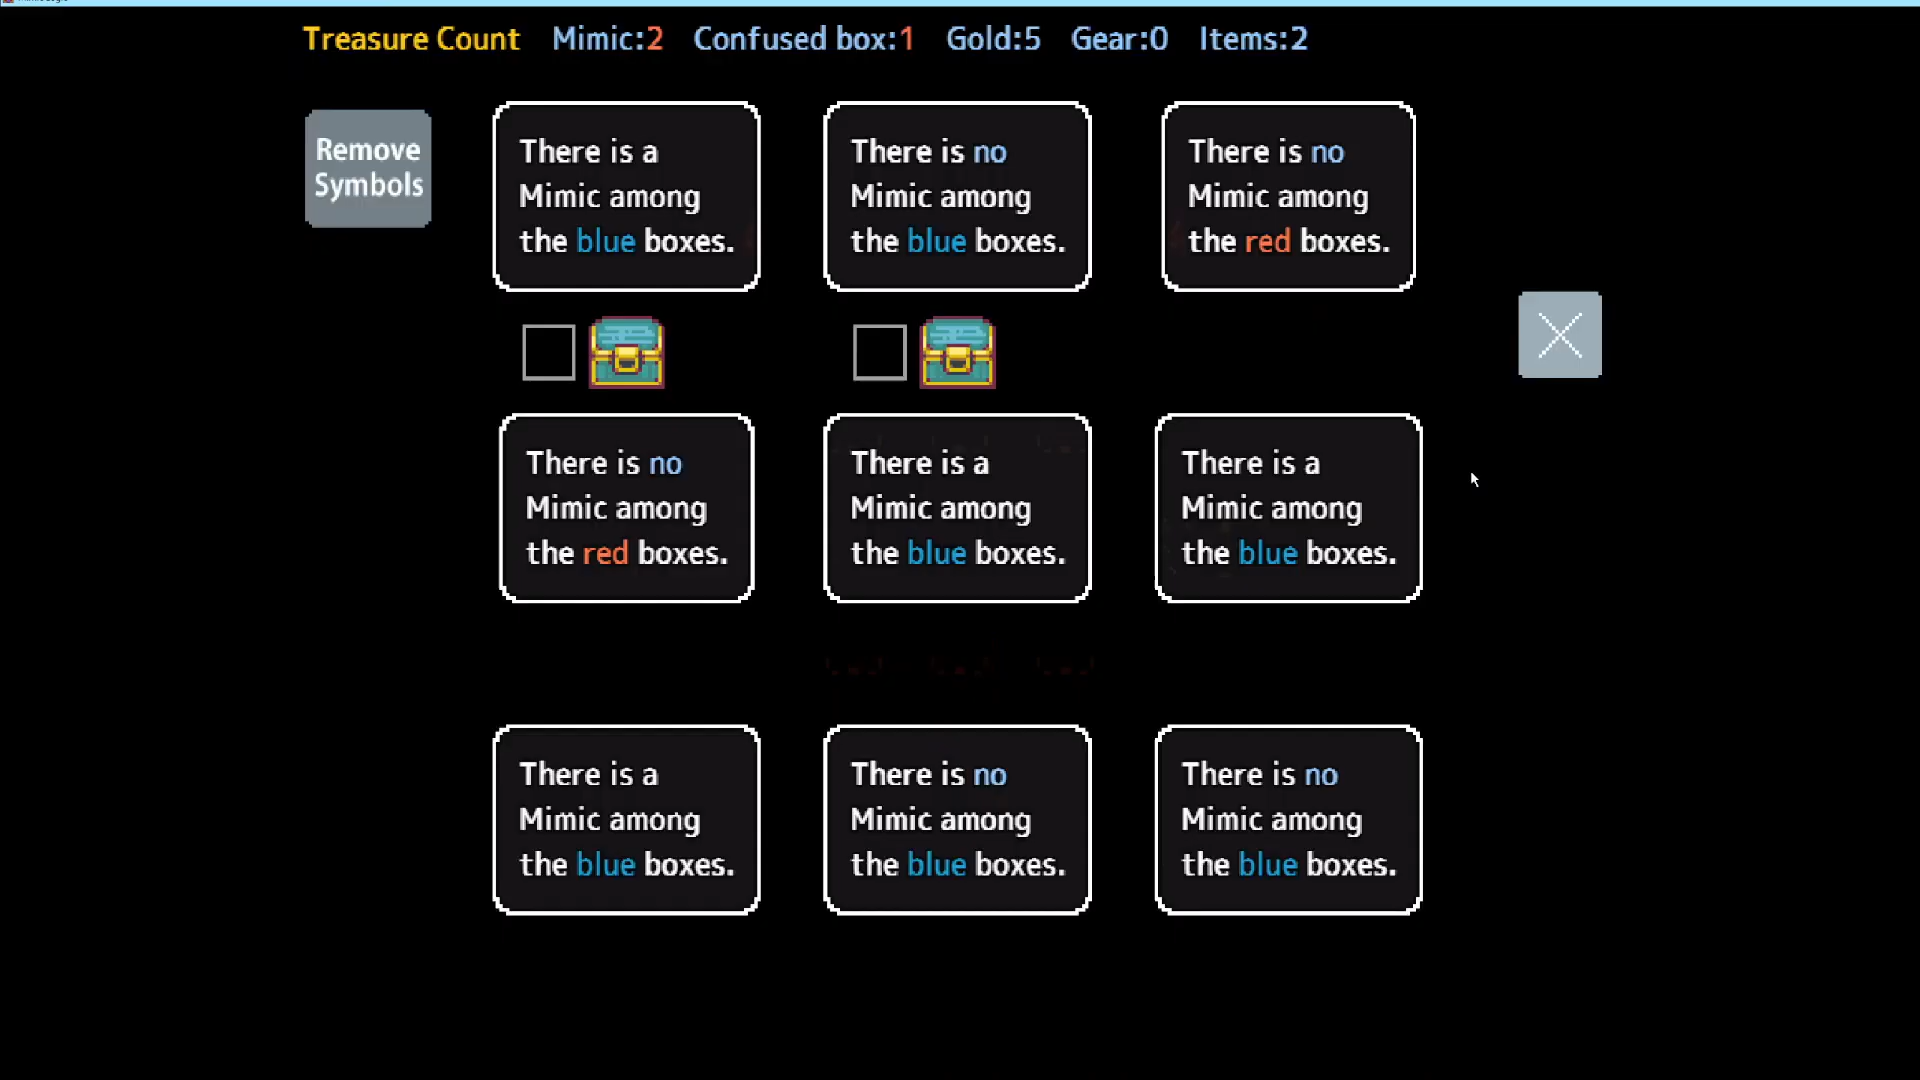 Treasure Count Mimic:2 Confused box:1 Gold:5 Gear:0 Items:2
Remove
Symbols
There is a
Mimic among
the blue boxes.
There is no
Mimic among
the blue boxes.
There is no
Mimic among
the red boxes.
There is no
Mimic among
the red boxes.
There is a
Mimic among
the blue boxes.
There is a
Mimic among
the blue boxes.
There is a
Mimic among
the blue boxes.
There is no
Mimic among
the blue boxes.
There is no
Mimic among
the blue boxes.